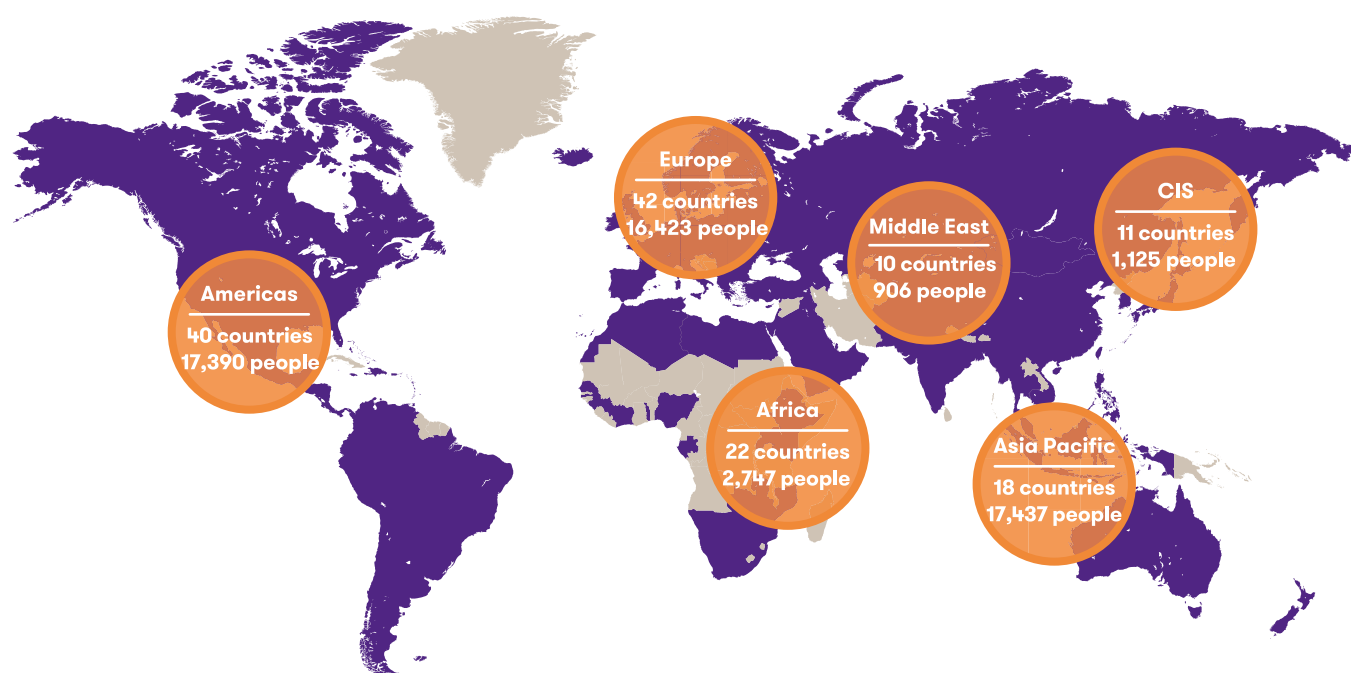 Europe
42 countries
16,423 people
CIS
11 countries
1,125 people
Middle East
10 countries
906 people
Americas
40 countries
17,390 people
Africa
22 countries
2,747 people
Asia Pacific
18 countries
17,437 people